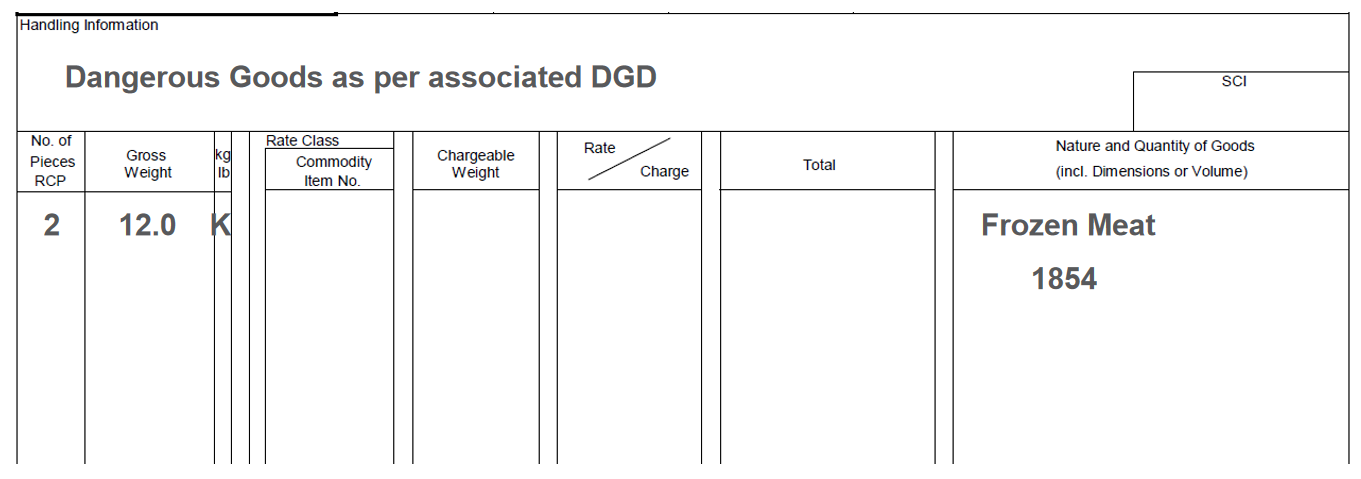 Handling Information
Dangerous Goods as per associated DGD
SCI
No. of
Pieces
RCP
Gross
Weight
kg
lb
Rate Class
Commodity
Item No.
Chargeable
Weight
Rate
Charge
Total
Nature and Quantity of Goods
(incl. Dimensions or Volume)
2 12.0 K Frozen Meat
1854